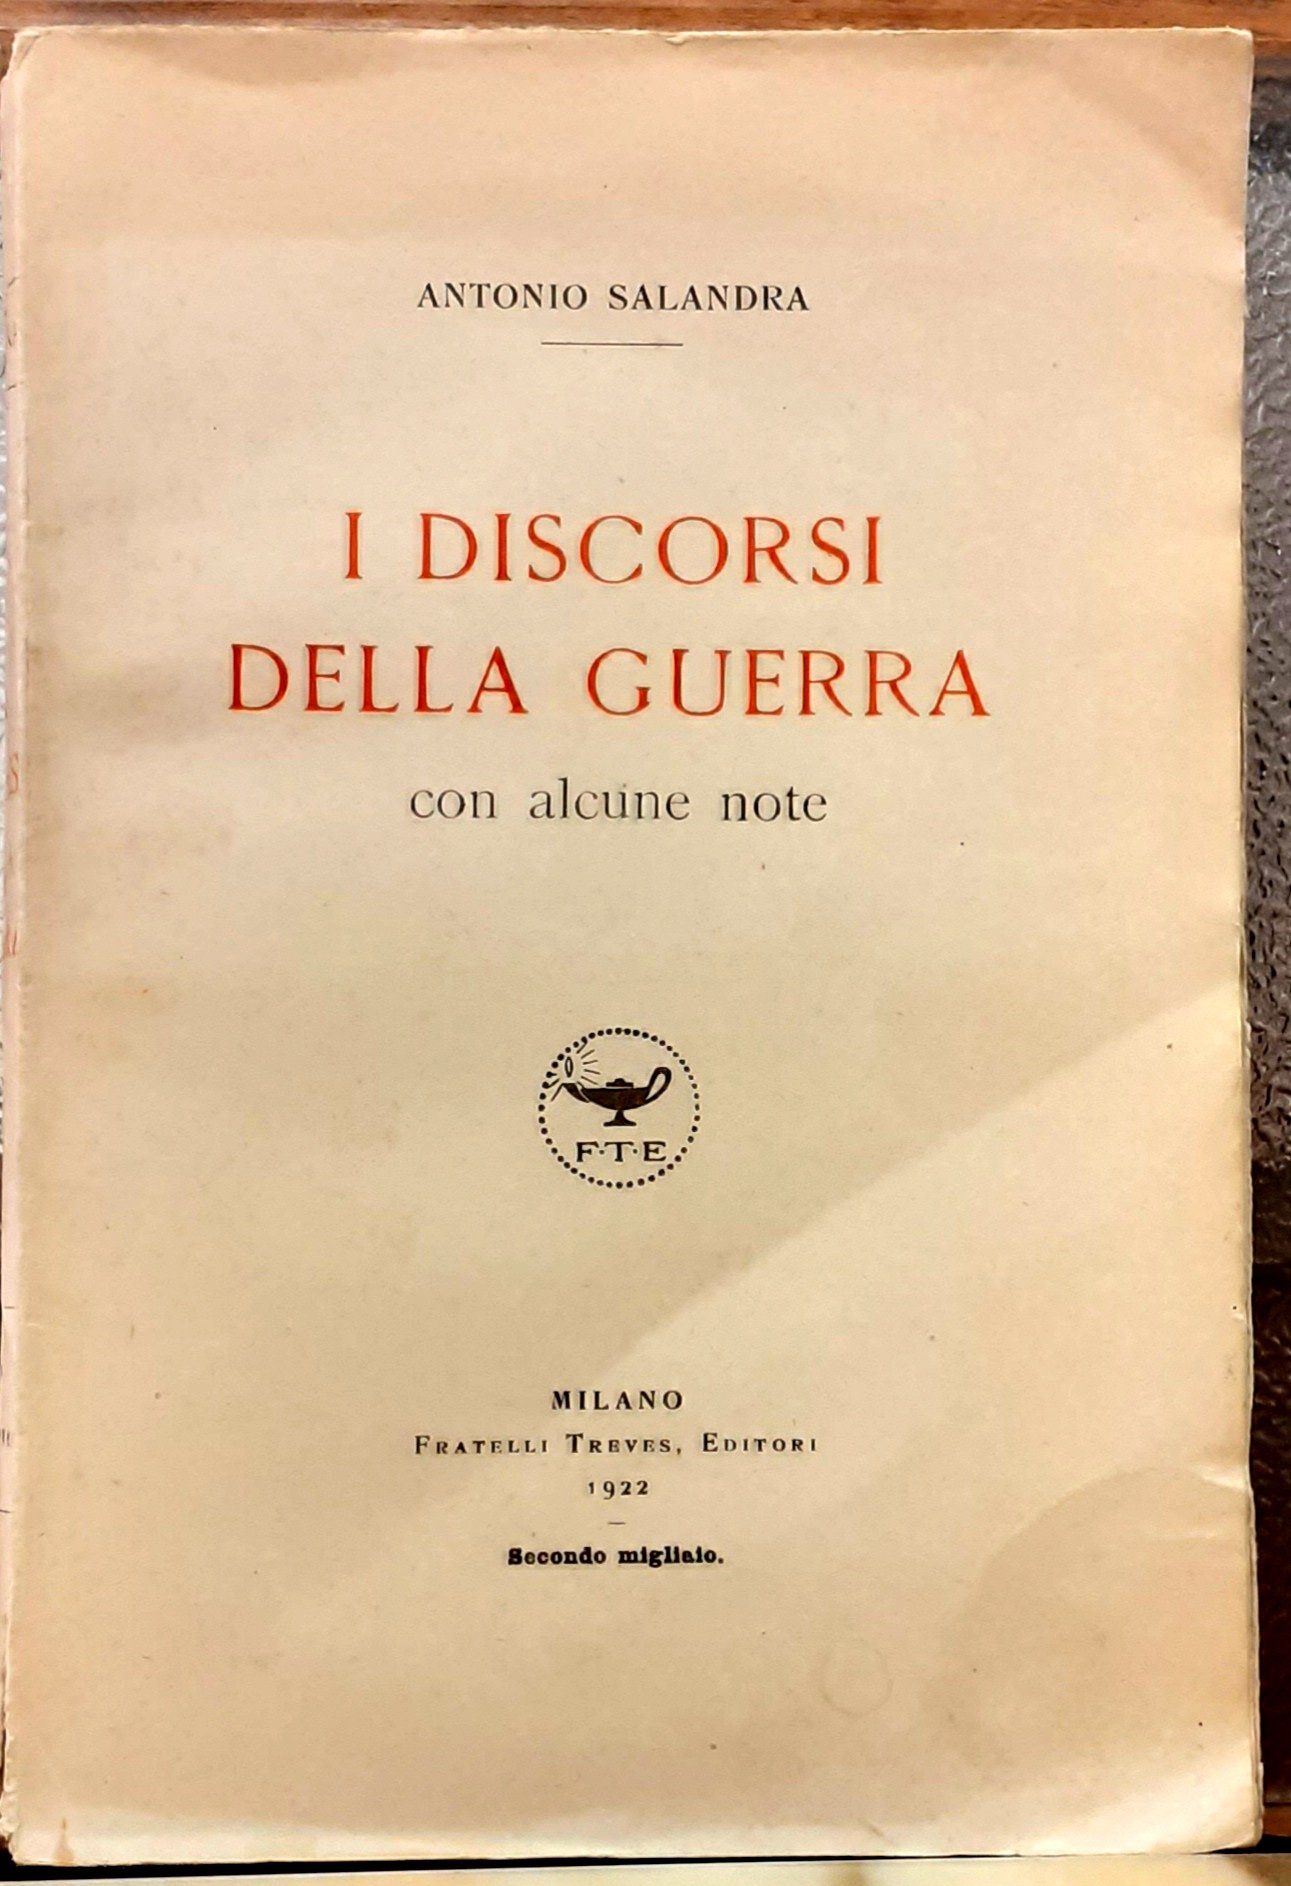 ANTONIO SALANDRA
I DISCORSI
DELLA GUERRA
con alcune note
F·T·E
MILANO
FRATELLI TREVES, EDITORI
1922
Secondo migliaio.